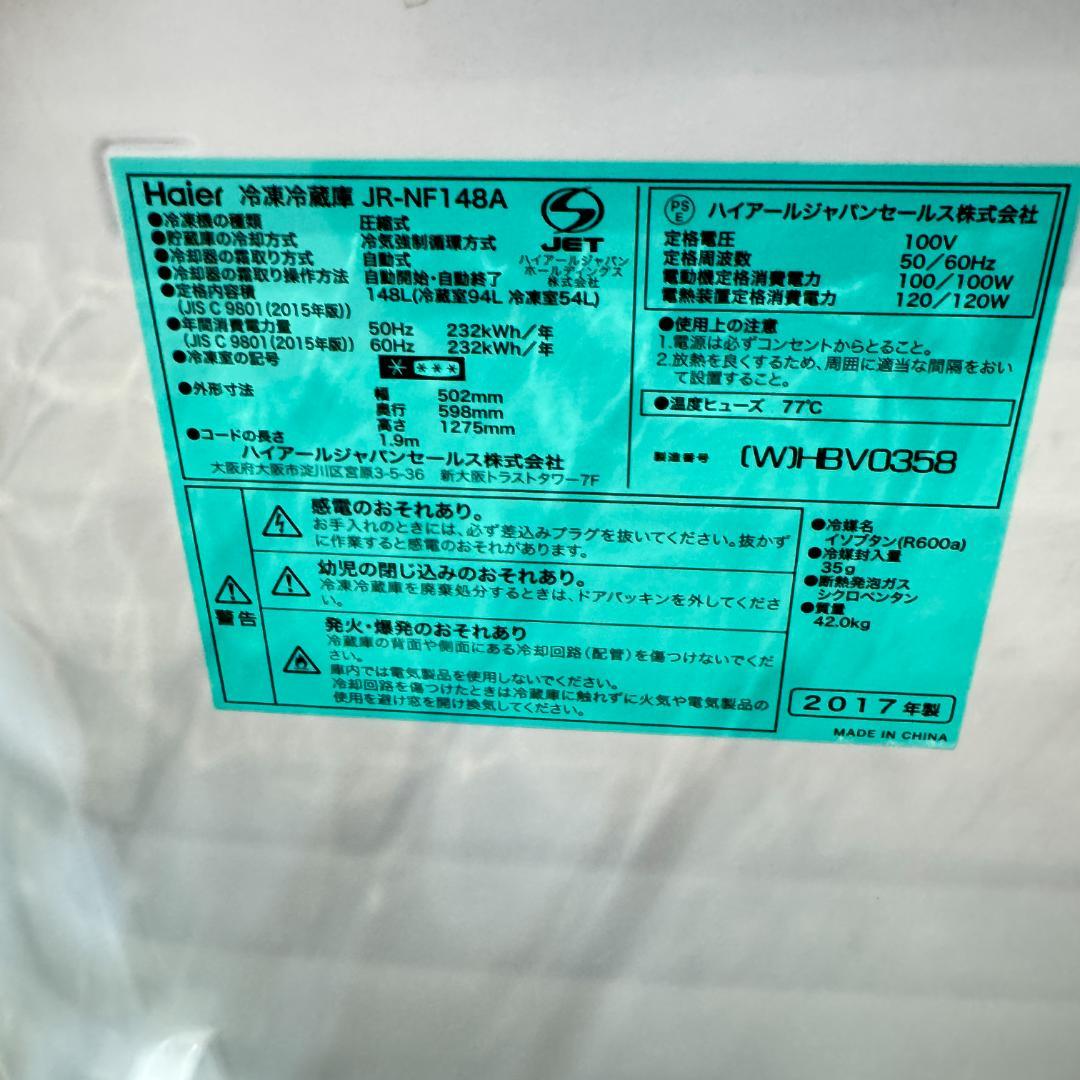 Haier 冷凍冷蔵庫 JR-NF148A
●冷凍機の種類 圧縮式
●貯蔵庫の冷却方式 冷気強制循環方式
●冷却器の霜取り方式 自動式
●冷却器の霜取り操作方法 自動開始・自動終了
●定格内容積 148L(冷蔵室94L 冷凍室54L)
(JIS C 9801(2015年版))
●年間消費電力量 50Hz 232kWh/年
(JIS C 9801(2015年版)) 60Hz 232kWh/年
●冷凍室の記号 * ***
●外形寸法 幅 502mm
奥行 598mm
高さ 1275mm
●コードの長さ 1.9m
ハイアールジャパンセールス株式会社
大阪府大阪市淀川区宮原3-5-36 新大阪トラストタワー7F
JET
ハイアールジャパン
ホールディングス
株式会社
PS
E
ハイアールジャパンセールス株式会社
定格電圧 100V
定格周波数 50/60Hz
電動機定格消費電力 100/100W
電熱装置定格消費電力 120/120W
●使用上の注意
1.電源は必ずコンセントからとること。
2.放熱を良くするため、周囲に適当な間隔をおい
て設置すること。
●温度ヒューズ 77℃
製造番号 (W)HBV0358
警告
感電のおそれあり。
お手入れのときには、必ず差込みプラグを抜いてください。抜かず
に作業すると感電のおそれがあります。
幼児の閉じ込みのおそれあり。
冷凍冷蔵庫を廃棄処分するときは、ドアパッキンを外してくださ
い。
発火・爆発のおそれあり
冷蔵庫の背面や側面にある冷却回路(配管)を傷つけないでくだ
さい。
庫内では電気製品を使用しないでください。
冷却回路を傷つけたときは冷蔵庫に触れずに火気や電気製品の
使用を避け窓を開け換気してください。
●冷媒名
イソブタン(R600a)
●冷媒封入量
35g
●断熱発泡ガス
シクロペンタン
●質量
42.0kg
2017年製
MADE IN CHINA